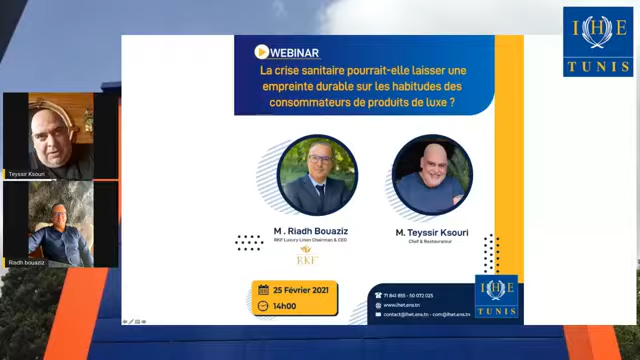 IHE
TUNIS
WEBINAR
La crise sanitaire pourrait-elle laisser une
empreinte durable sur les habitudes des
consommateurs de produits de luxe ?
Teyssir Ksouri
Riadh bouaziz
M . Riadh Bouaziz
RKF Luxury Linen Chairman & CEO
RKF
M. Teyssir Ksouri
Chef & Restaurateur
25 Février 2021
14h00
71 841 855 - 50 072 025
www.ihet.ens.tn
contact@ihet.ens.tn - com@ihet.ens.tn
IHE
TUNIS